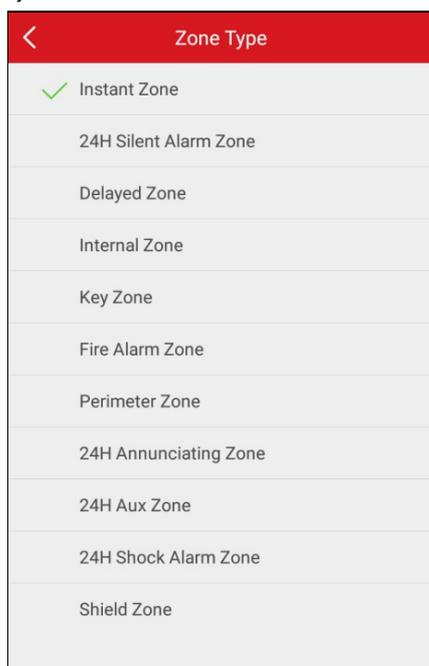 Zone Type
Instant Zone
24H Silent Alarm Zone
Delayed Zone
Internal Zone
Key Zone
Fire Alarm Zone
Perimeter Zone
24H Annunciating Zone
24H Aux Zone
24H Shock Alarm Zone
Shield Zone